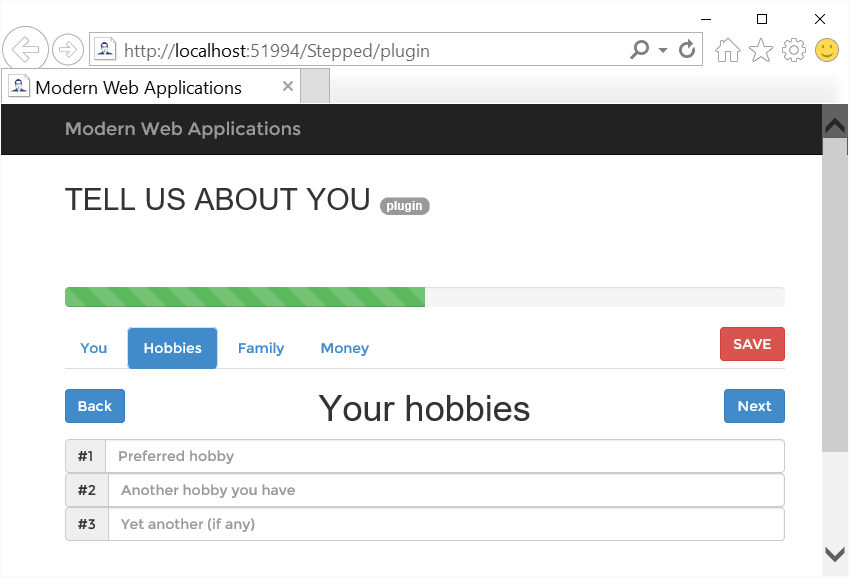 http://localhost:51994/Stepped/plugin
Modern Web Applications
Modern Web Applications
TELL US ABOUT YOU plugin
You Hobbies Family Money SAVE
Back Your hobbies Next
#1 Preferred hobby
#2 Another hobby you have
#3 Yet another (if any)